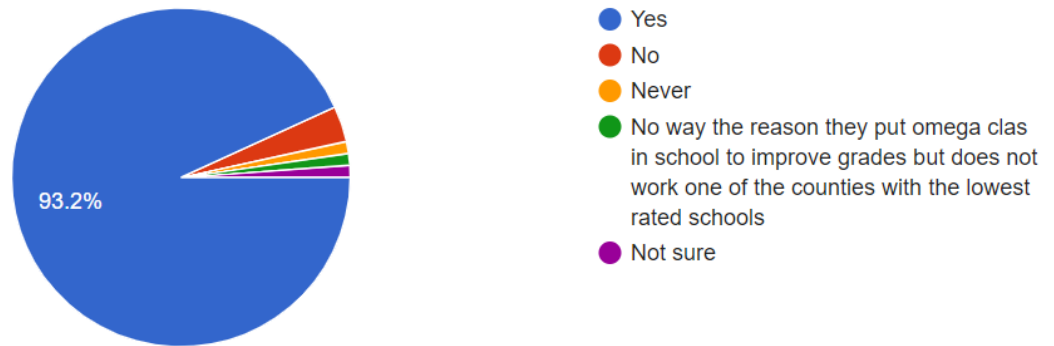 Yes
No
Never
No way the reason they put omega clas
in school to improve grades but does not
work one of the counties with the lowest
rated schools
Not sure
93.2%